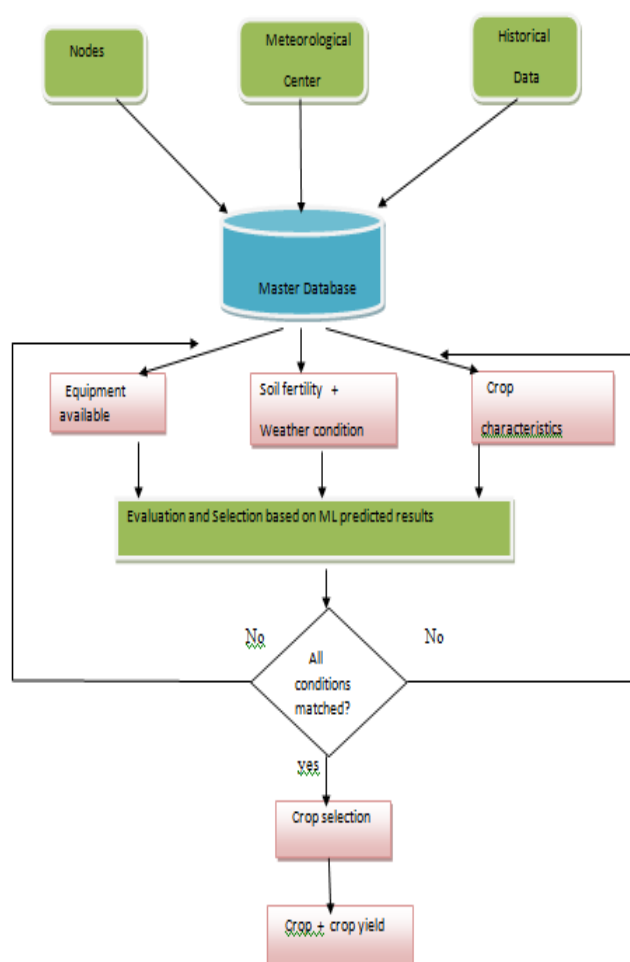 Nodes
Meteorological
Center
Historical
Data
Master Database
Equipment
available
Soil fertility +
Weather condition
Crop
characteristics
Evaluation and Selection based on ML predicted results
No
No
All
conditions
matched?
yes
Crop selection
Crop + crop yield